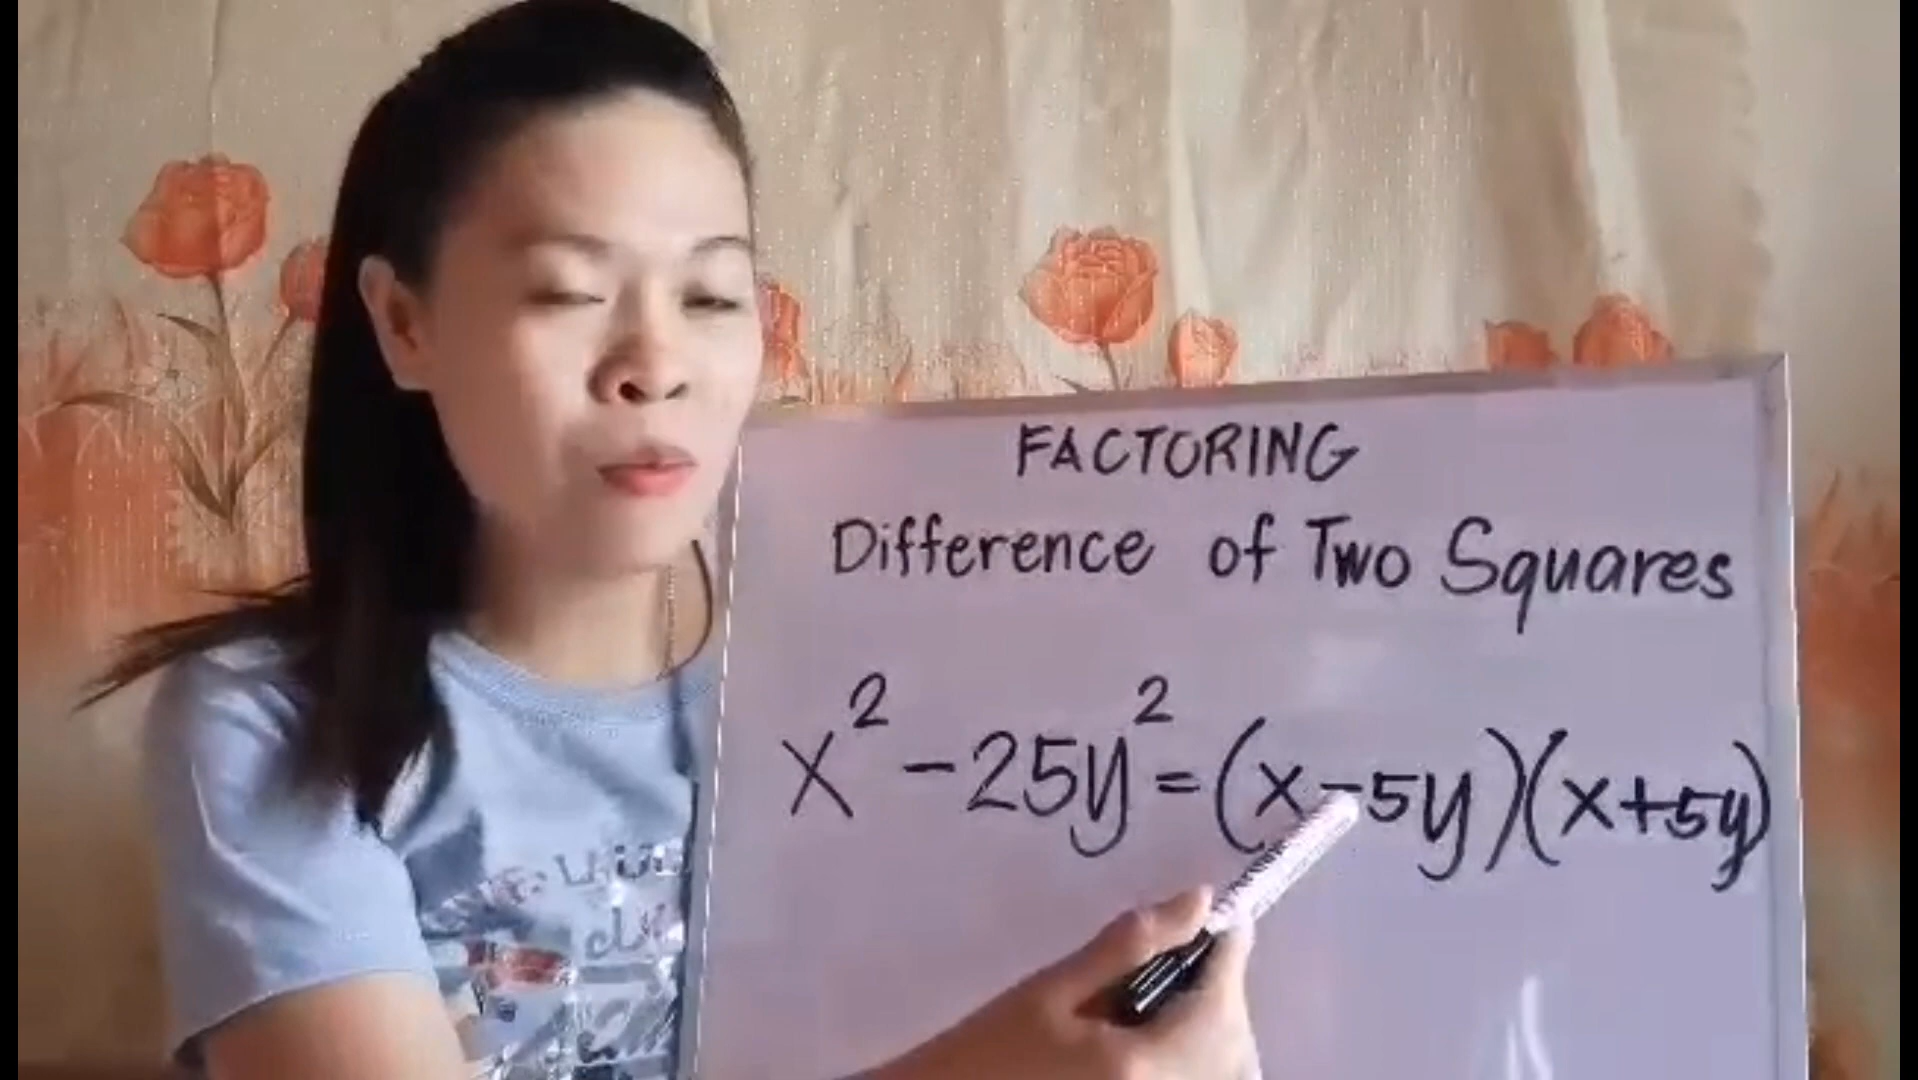 FACTORING
Difference of Two Squares
x² - 25y² = (x-5y)(x+5y)